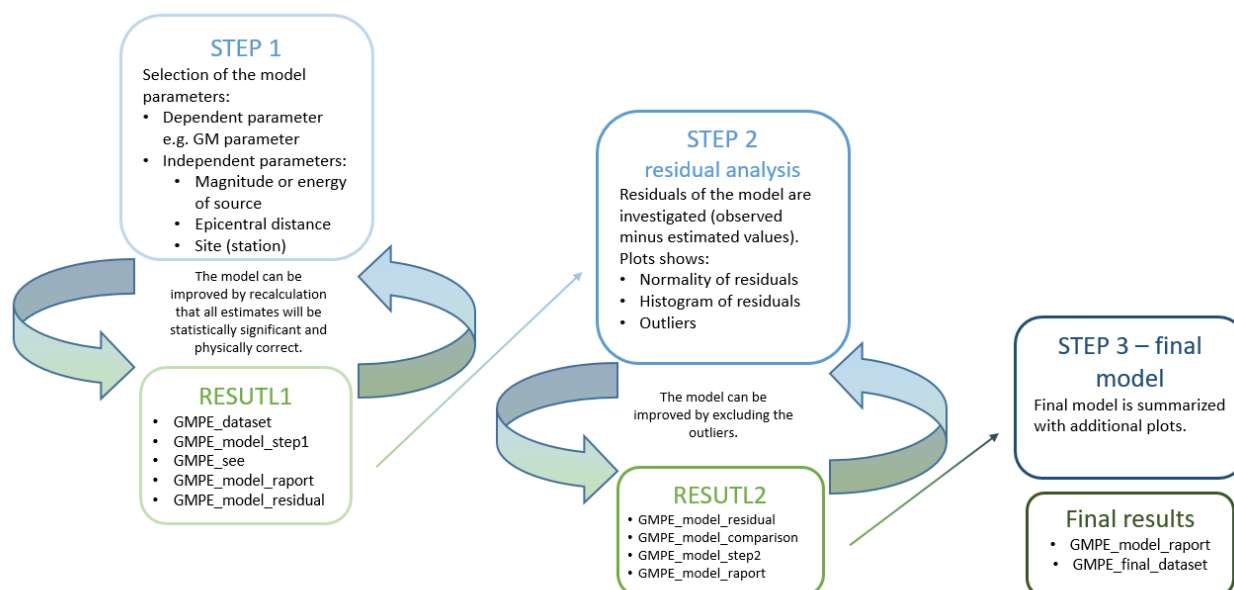 STEP 1
Selection of the model
parameters:
• Dependent parameter
e.g. GM parameter
• Independent parameters:
• Magnitude or energy
of source
• Epicentral distance
• Site (station)
The model can be
improved by recalculation
that all estimates will be
statistically significant and
physically correct.
RESUTL1
• GMPE_dataset
• GMPE_model_step1
• GMPE_see
• GMPE_model_raport
• GMPE_model_residual
STEP 2
residual analysis
Residuals of the model are
investigated (observed
minus estimated values).
Plots shows:
• Normality of residuals
• Histogram of residuals
• Outliers
The model can be
improved by excluding the
outliers.
RESUTL2
• GMPE_model_residual
• GMPE_model_comparison
• GMPE_model_step2
• GMPE_model_raport
STEP 3 – final
model
Final model is summarized
with additional plots.
Final results
• GMPE_model_raport
• GMPE_final_dataset